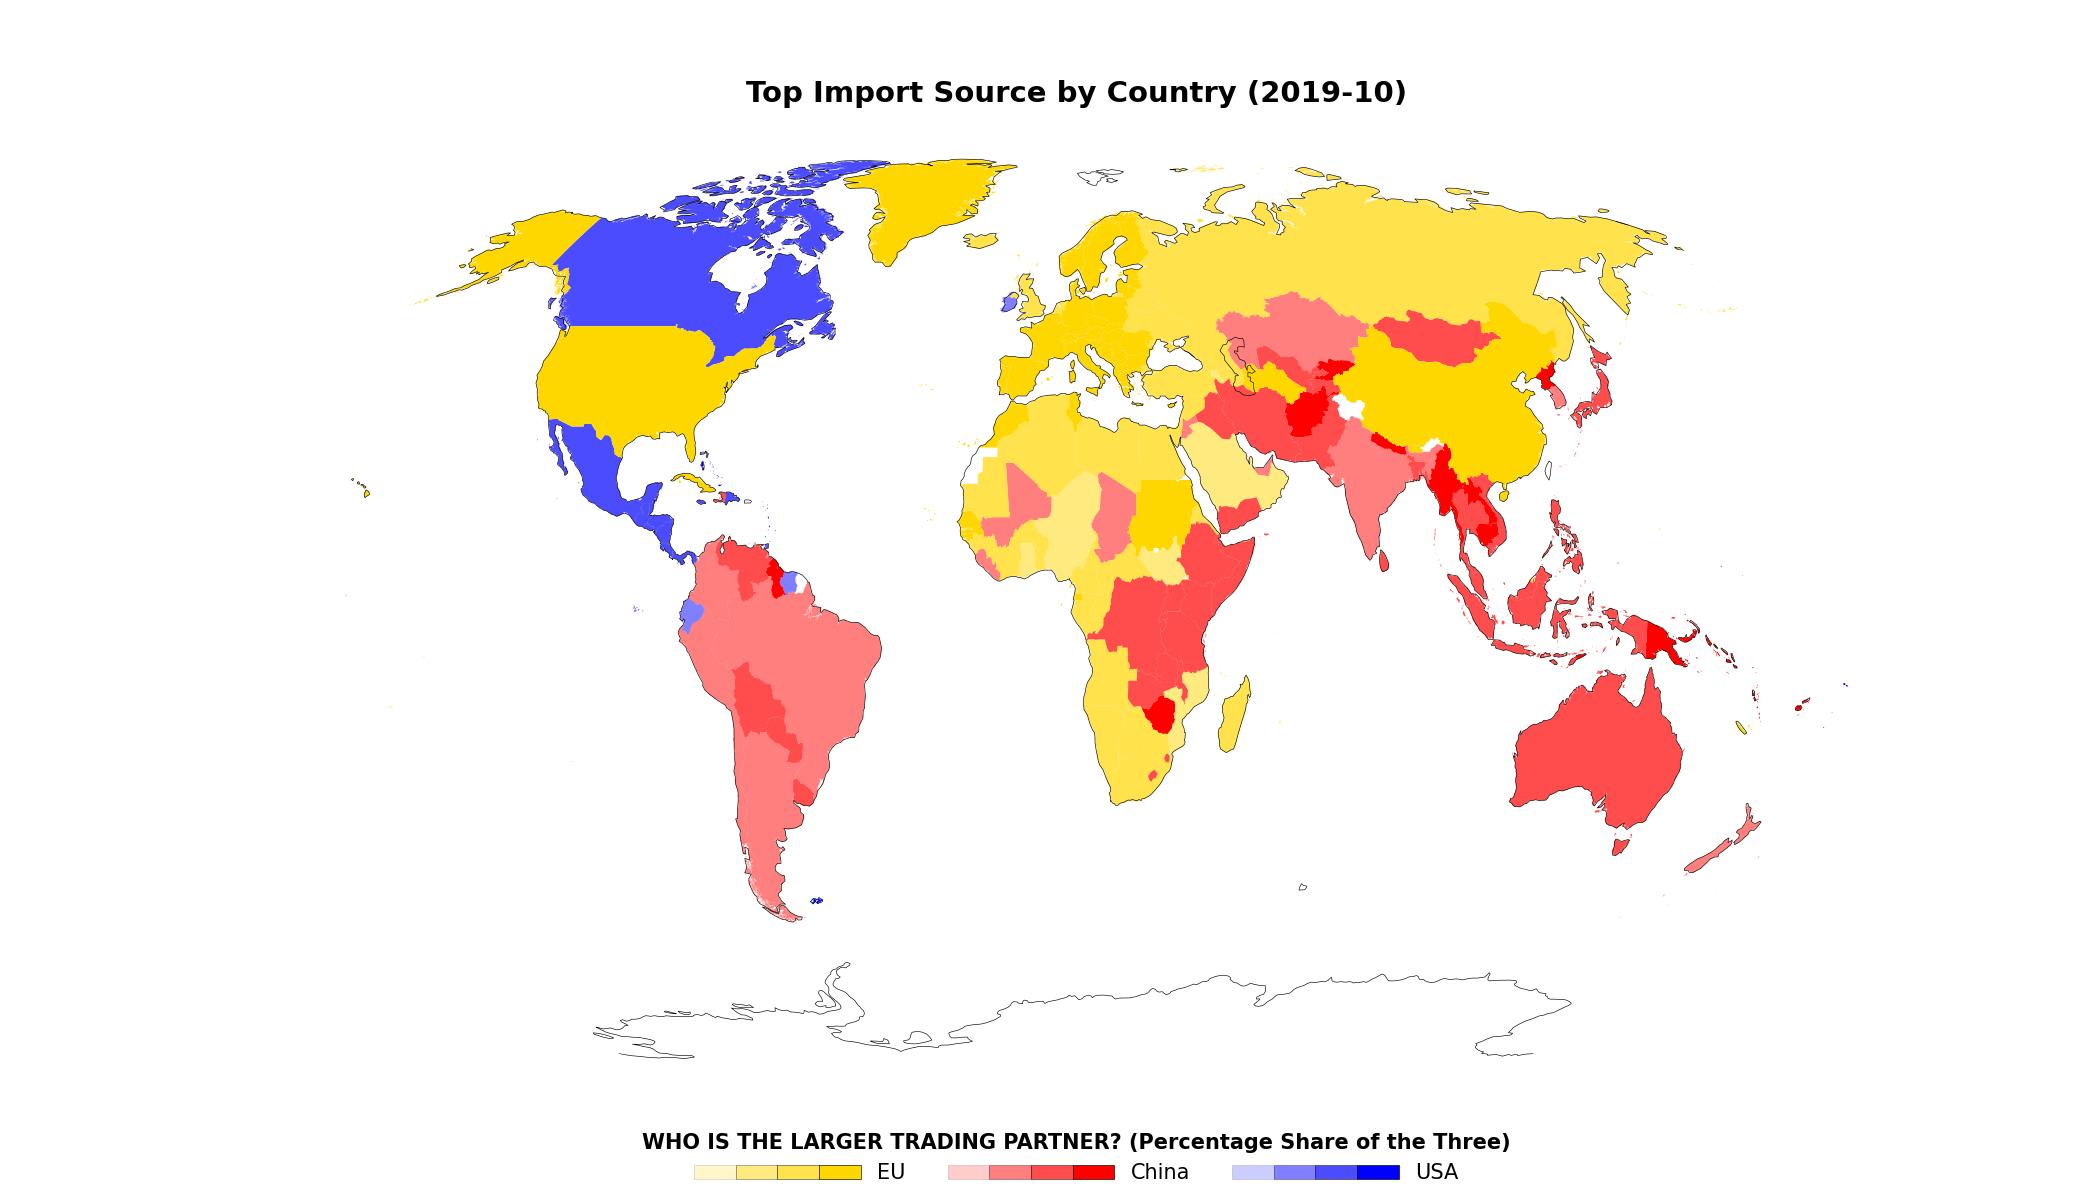 Top Import Source by Country (2019-10)
WHO IS THE LARGER TRADING PARTNER? (Percentage Share of the Three)
EU China USA